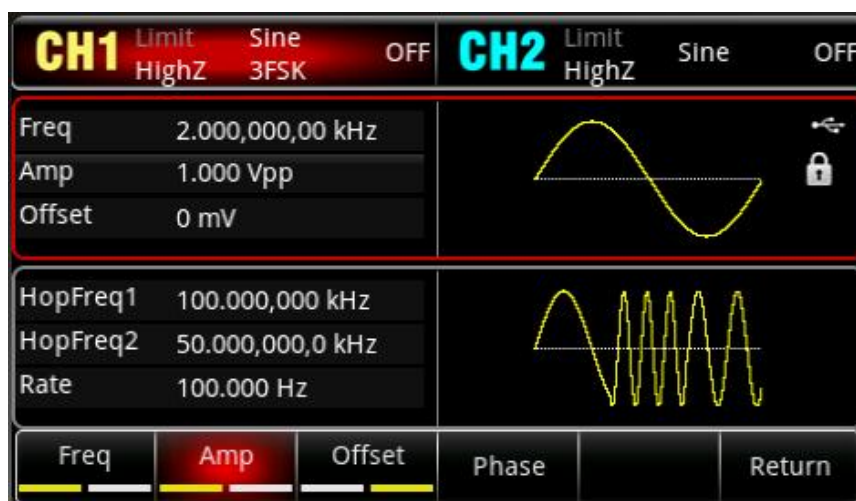 CH1 Limit Sine OFF CH2 Limit Sine OFF
HighZ 3FSK HighZ
Freq 2.000,000,00 kHz
Amp 1.000 Vpp
Offset 0 mV
HopFreq1 100.000,000 kHz
HopFreq2 50.000,000,0 kHz
Rate 100.000 Hz
Freq Amp Offset Phase Return